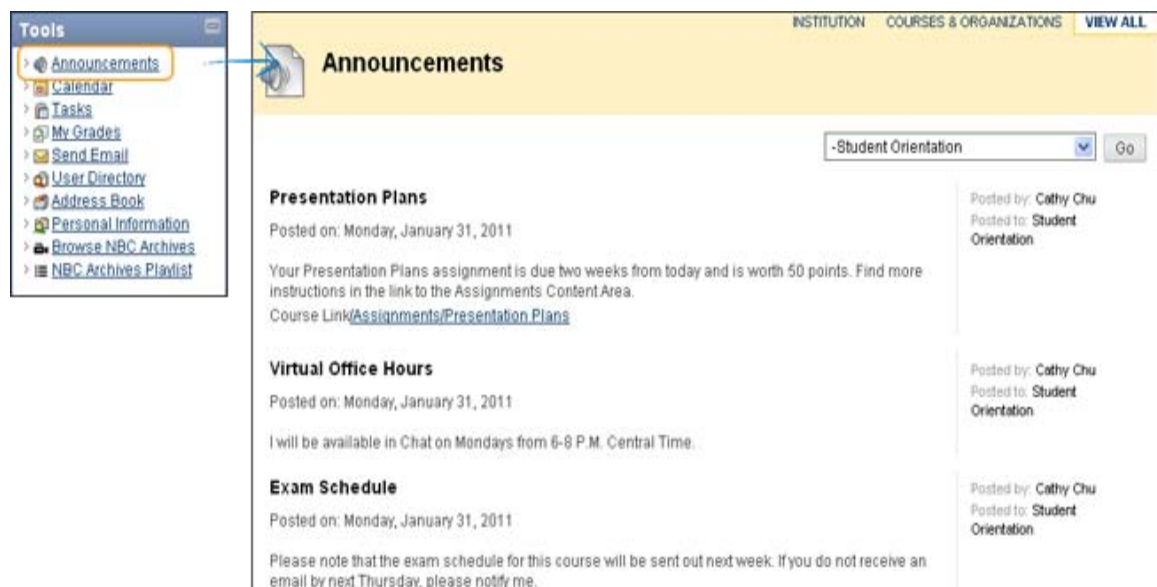 Tools
Announcements
Calendar
Tasks
My Grades
Send Email
User Directory
Address Book
Personal Information
Browse NBC Archives
NBC Archives Playlist
INSTITUTION COURSES & ORGANIZATIONS VIEW ALL
Announcements
-Student Orientation Go
Presentation Plans
Posted on: Monday, January 31, 2011
Your Presentation Plans assignment is due two weeks from today and is worth 50 points. Find more
instructions in the link to the Assignments Content Area.
Course Link/Assignments/Presentation Plans
Posted by: Cathy Chu
Posted to: Student
Orientation
Virtual Office Hours
Posted on: Monday, January 31, 2011
I will be available in Chat on Mondays from 6-8 P.M. Central Time.
Posted by: Cathy Chu
Posted to: Student
Orientation
Exam Schedule
Posted on: Monday, January 31, 2011
Please note that the exam schedule for this course will be sent out next week. If you do not receive an
email by next Thursday, please notify me.
Posted by: Cathy Chu
Posted to: Student
Orientation